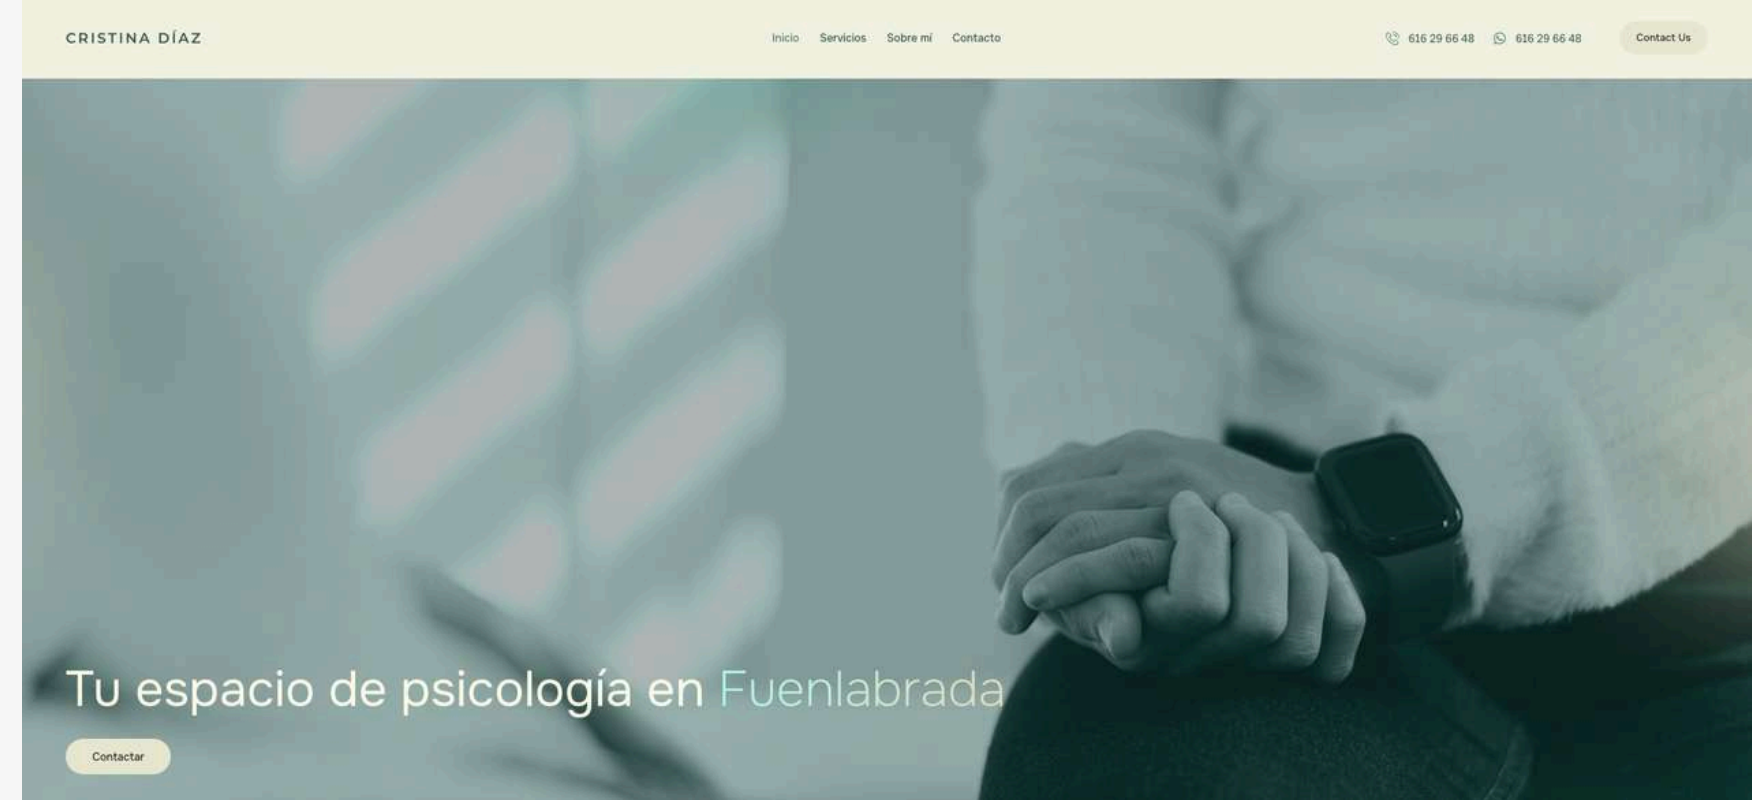 CRISTINA DÍAZ
Inicio Servicios Sobre mí Contacto
616 29 66 48 616 29 66 48
Contact Us
Tu espacio de psicología en Fuenlabrada
Contactar